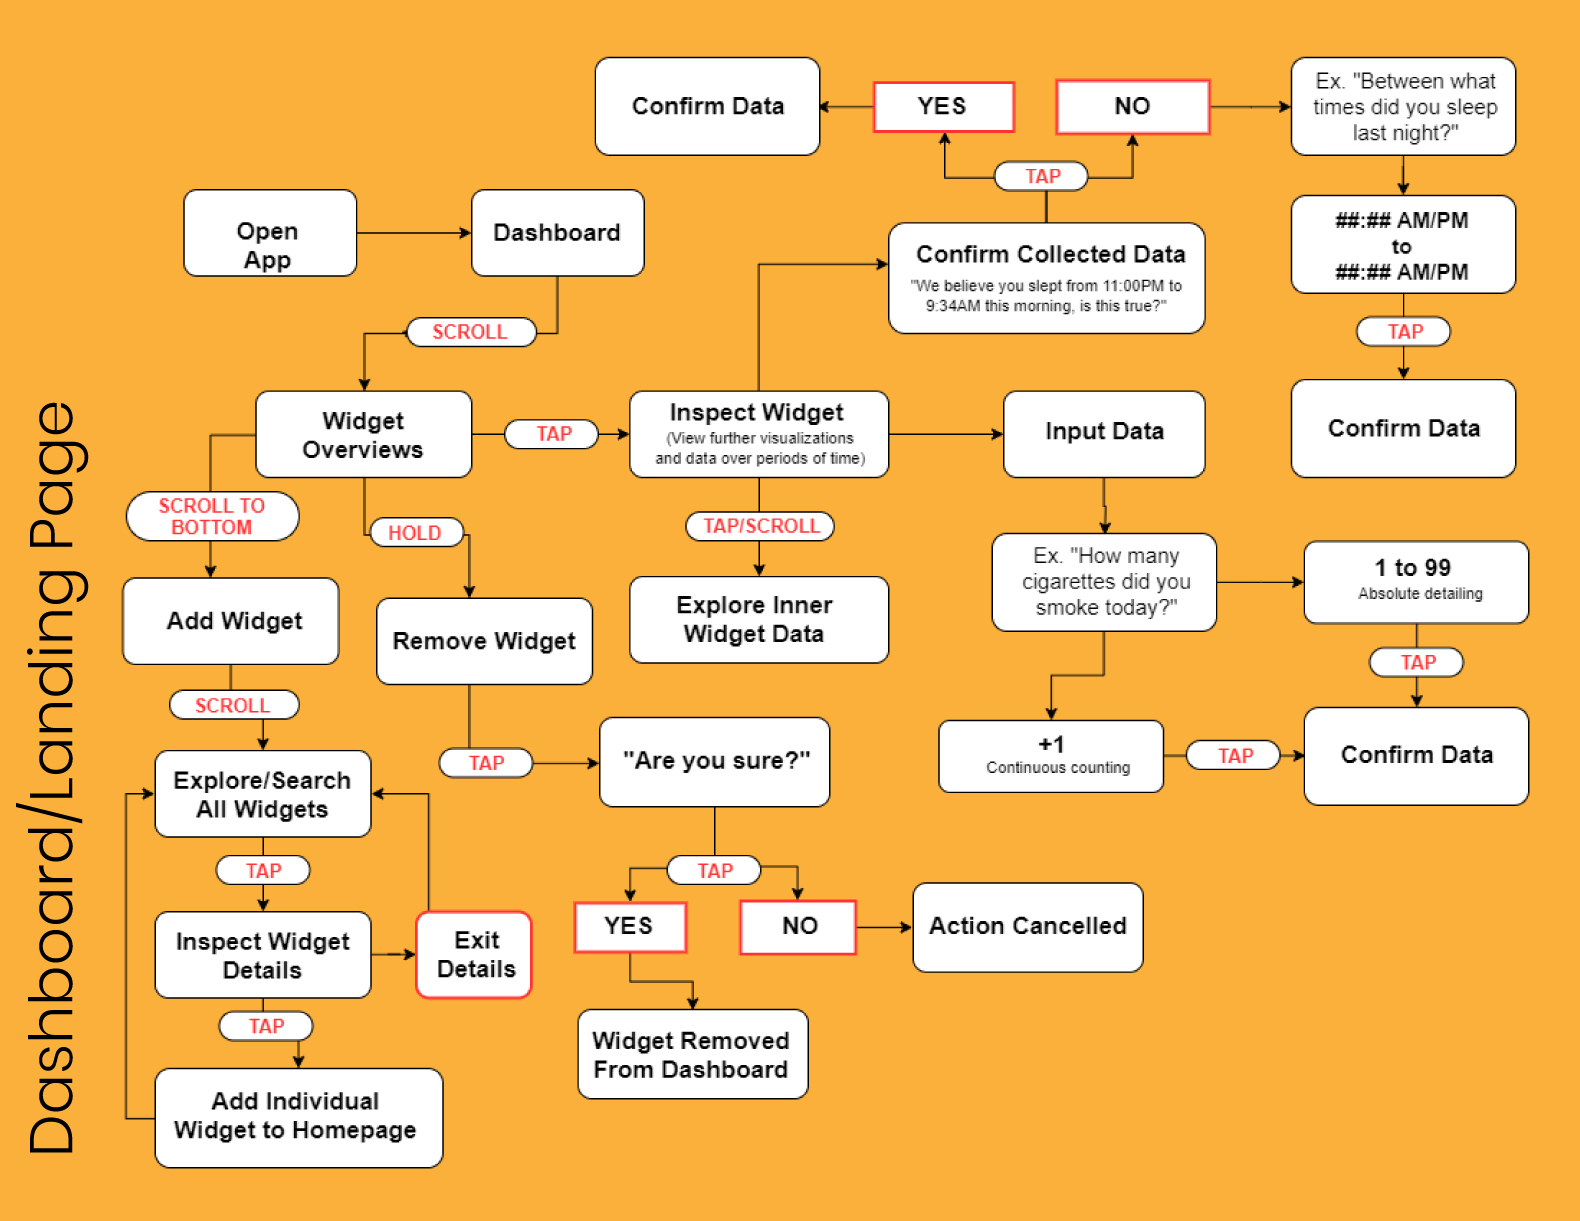 Dashboard/Landing Page
Confirm Data
YES
NO
Ex. "Between what
times did you sleep
last night?"
TAP
Open
App
Dashboard
Confirm Collected Data
"We believe you slept from 11:00PM to
9:34AM this morning, is this true?"
##:## AM/PM
to
##:## AM/PM
SCROLL
TAP
Widget
Overviews
TAP
Inspect Widget
(View further visualizations
and data over periods of time)
Input Data
Confirm Data
SCROLL TO
BOTTOM
HOLD
TAP/SCROLL
Ex. "How many
cigarettes did you
smoke today?"
1 to 99
Absolute detailing
Add Widget
Remove Widget
Explore Inner
Widget Data
TAP
SCROLL
TAP
"Are you sure?"
+1
Continuous counting
TAP
Confirm Data
Explore/Search
All Widgets
TAP
TAP
YES
NO
Action Cancelled
Inspect Widget
Details
Exit
Details
TAP
Widget Removed
From Dashboard
Add Individual
Widget to Homepage